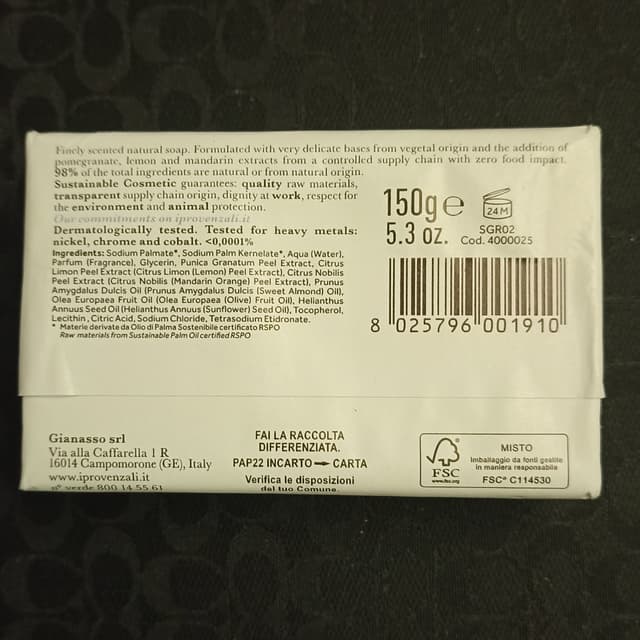 Finely scented natural soap. Formulated with very delicate bases from vegetal origin and the addition of
pomegranate, lemon and mandarin extracts from a controlled supply chain with zero food impact.
98% of the total ingredients are natural or from natural origin.
Sustainable Cosmetic guarantees: quality raw materials,
transparent supply chain origin, dignity at work, respect for
the environment and animal protection.
Our commitments on iprovenzali.it
Dermatologically tested. Tested for heavy metals:
nickel, chrome and cobalt. <0,0001%
Ingredients: Sodium Palmate*, Sodium Palm Kernelate*, Aqua (Water),
Parfum (Fragrance), Glycerin, Punica Granatum Peel Extract, Citrus
Limon Peel Extract (Citrus Limon (Lemon) Peel Extract), Citrus Nobilis
Peel Extract (Citrus Nobilis (Mandarin Orange) Peel Extract), Prunus
Amygdalus Dulcis Oil (Prunus Amygdalus Dulcis (Sweet Almond) Oil),
Olea Europaea Fruit Oil (Olea Europaea (Olive) Fruit Oil), Helianthus
Annuus Seed Oil (Helianthus Annuus (Sunflower) Seed Oil), Tocopherol,
Lecithin, Citric Acid, Sodium Chloride, Tetrasodium Etidronate.
* Materie derivate da Olio di Palma Sostenibile certificato RSPO
Raw materials from Sustainable Palm Oil certified RSPO
150g e
24 M
5.3 oz.
SGR02
Cod. 4000025
8 025796 001910
Gianasso srl
Via alla Caffarella 1 R
16014 Campomorone (GE), Italy
www.iprovenzali.it
n° verde 800 14 55 61
FAI LA RACCOLTA
DIFFERENZIATA.
PAP22 INCARTO → CARTA
Verifica le disposizioni
del tuo Comune.
FSC
www.fsc.org
MISTO
Imballaggio da fonti gestite
in maniera responsabile
FSC® C114530